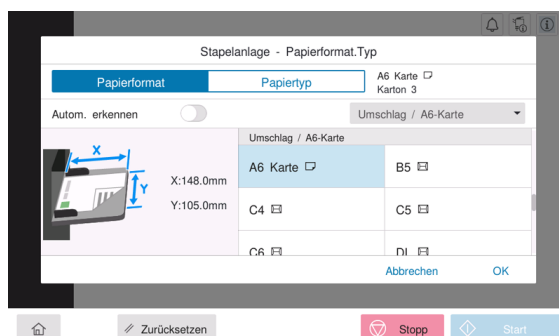 Stapelanlage - Papierformat.Typ
Papierformat
Papiertyp
A6 Karte
Karton 3
Autom. erkennen
Umschlag / A6-Karte
Umschlag / A6-Karte
X
Y
X:148.0mm
Y:105.0mm
A6 Karte
B5
C4
C5
C6
DL
Abbrechen
OK
Zurücksetzen
Stopp
Start